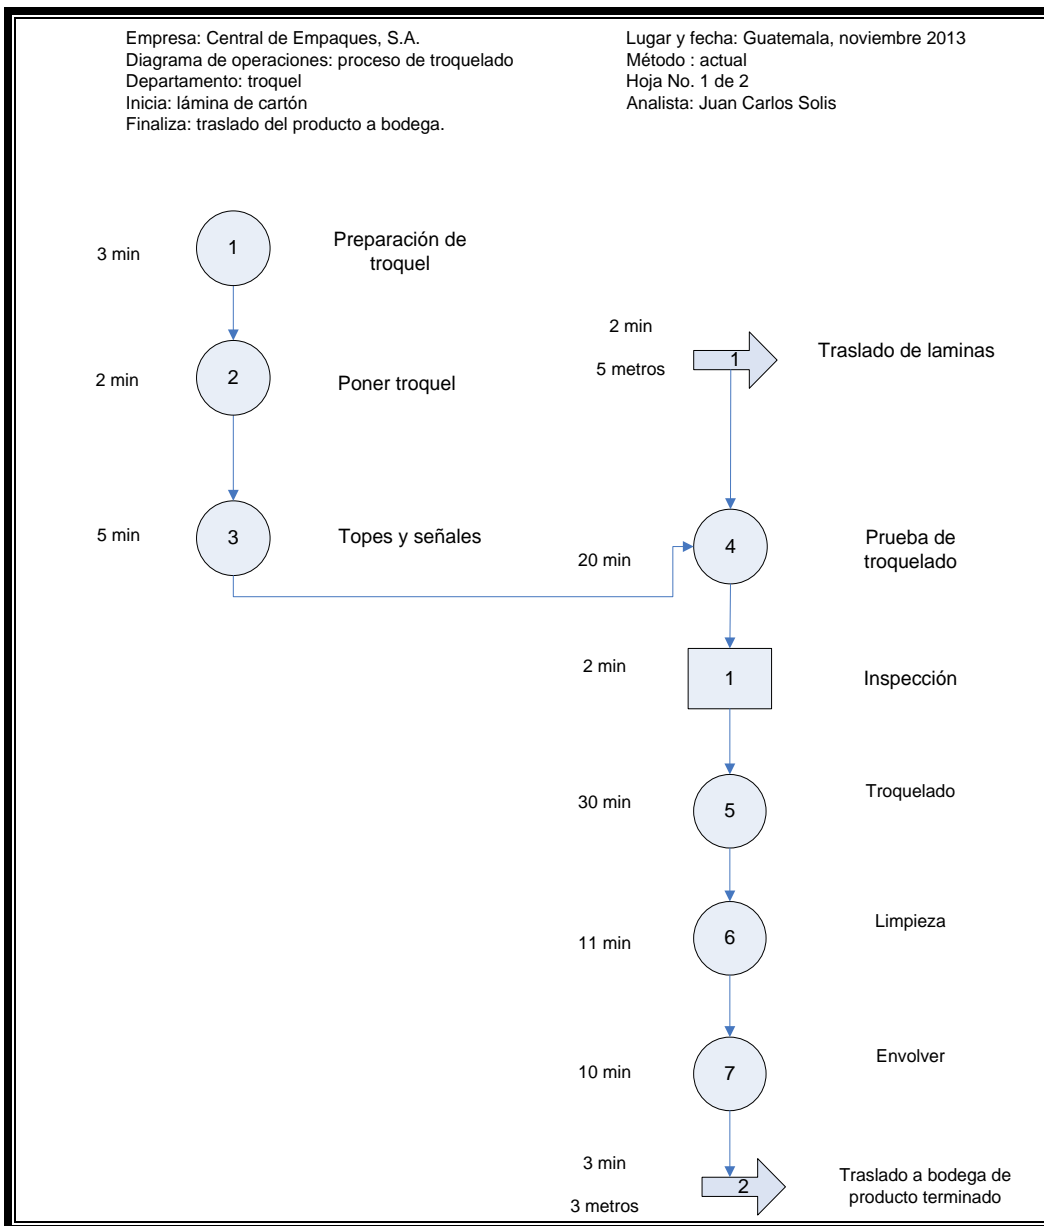 Empresa: Central de Empaques, S.A.
Diagrama de operaciones: proceso de troquelado
Departamento: troquel
Inicia: lámina de cartón
Finaliza: traslado del producto a bodega.
Lugar y fecha: Guatemala, noviembre 2013
Método : actual
Hoja No. 1 de 2
Analista: Juan Carlos Solis
3 min
1
Preparación de
troquel
2 min
2
Poner troquel
5 min
3
Topes y señales
2 min
5 metros
1
Traslado de laminas
20 min
4
Prueba de
troquelado
2 min
1
Inspección
30 min
5
Troquelado
11 min
6
Limpieza
10 min
7
Envolver
3 min
3 metros
2
Traslado a bodega de
producto terminado